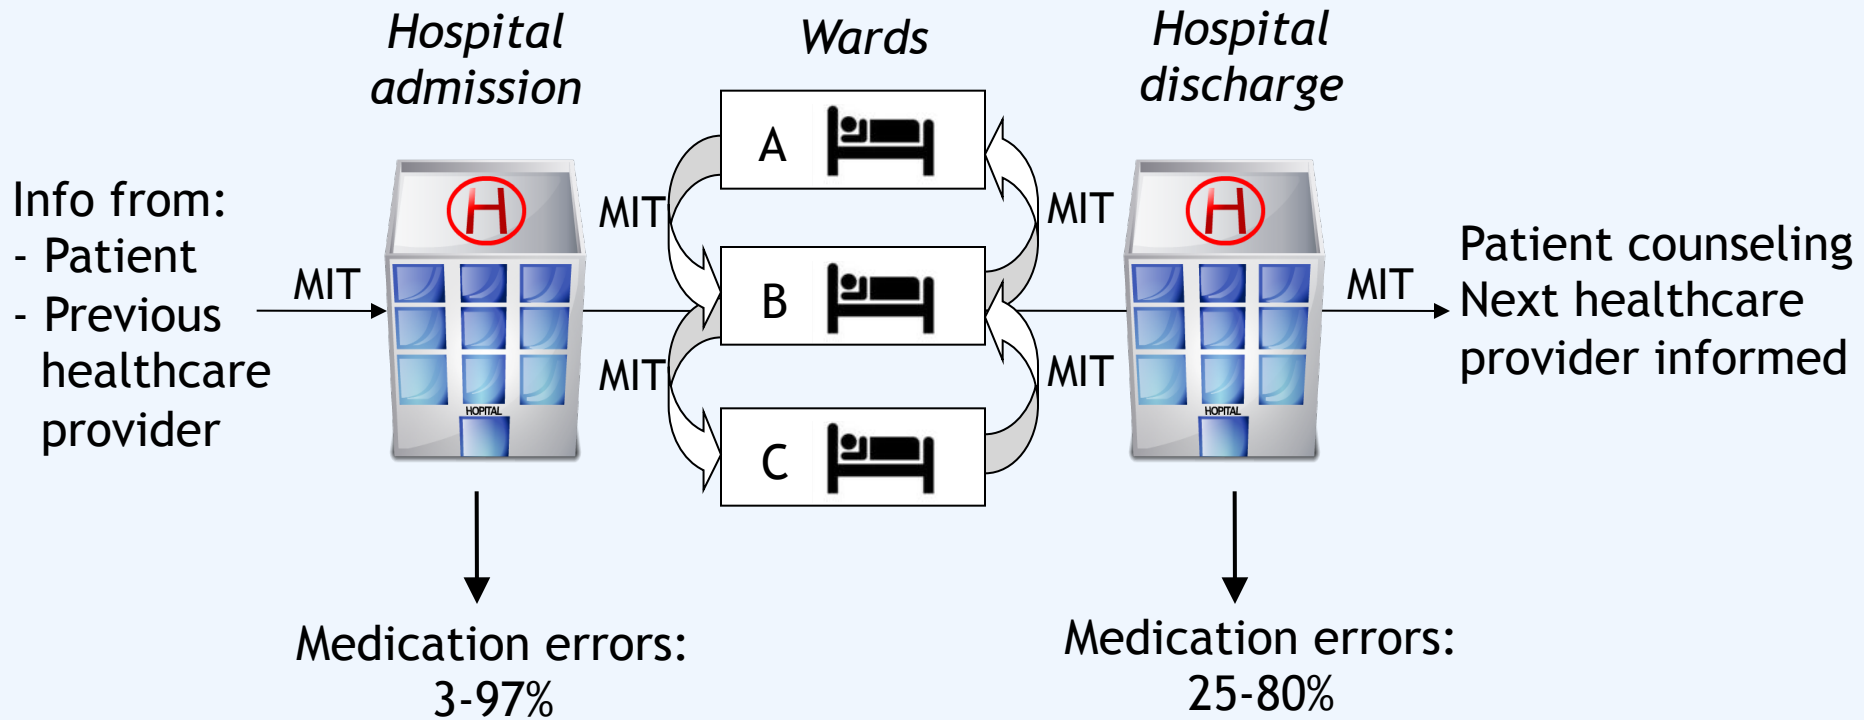 Hospital
admission
Wards
Hospital
discharge
Info from:
- Patient
- Previous
healthcare
provider
MIT
H
HOPITAL
MIT
MIT
A
B
C
MIT
MIT
H
HOPITAL
MIT
Patient counseling
Next healthcare
provider informed
Medication errors:
3-97%
Medication errors:
25-80%